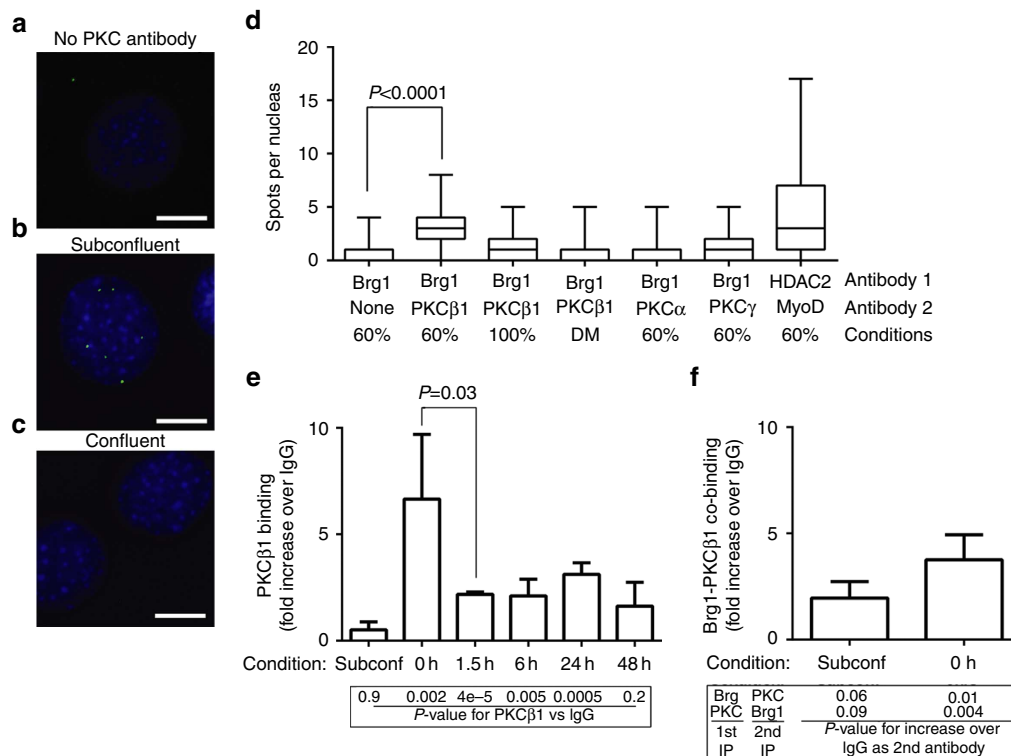 a
No PKC antibody
b
Subconfluent
c
Confluent
d
20
15
10
5
0
Spots per nucleas
P<0.0001
Brg1 Brg1 Brg1 Brg1 Brg1 Brg1 HDAC2 Antibody 1
None PKCβ1 PKCβ1 PKCβ1 PKCα PKCγ MyoD Antibody 2
60% 60% 100% DM 60% 60% 60% Conditions
e
P=0.03
10
5
0
PKCβ1 binding
(fold increase over IgG)
Condition: Subconf 0 h 1.5 h 6 h 24 h 48 h
0.9 0.002 4e–5 0.005 0.0005 0.2
P-value for PKCβ1 vs IgG
f
10
5
0
Brg1-PKCβ1 co-binding
(fold increase over IgG)
Condition: Subconf 0 h
Brg PKC 0.06 0.01
PKC Brg1 0.09 0.004
1st 2nd P-value for increase over
IP IP IgG as 2nd antibody